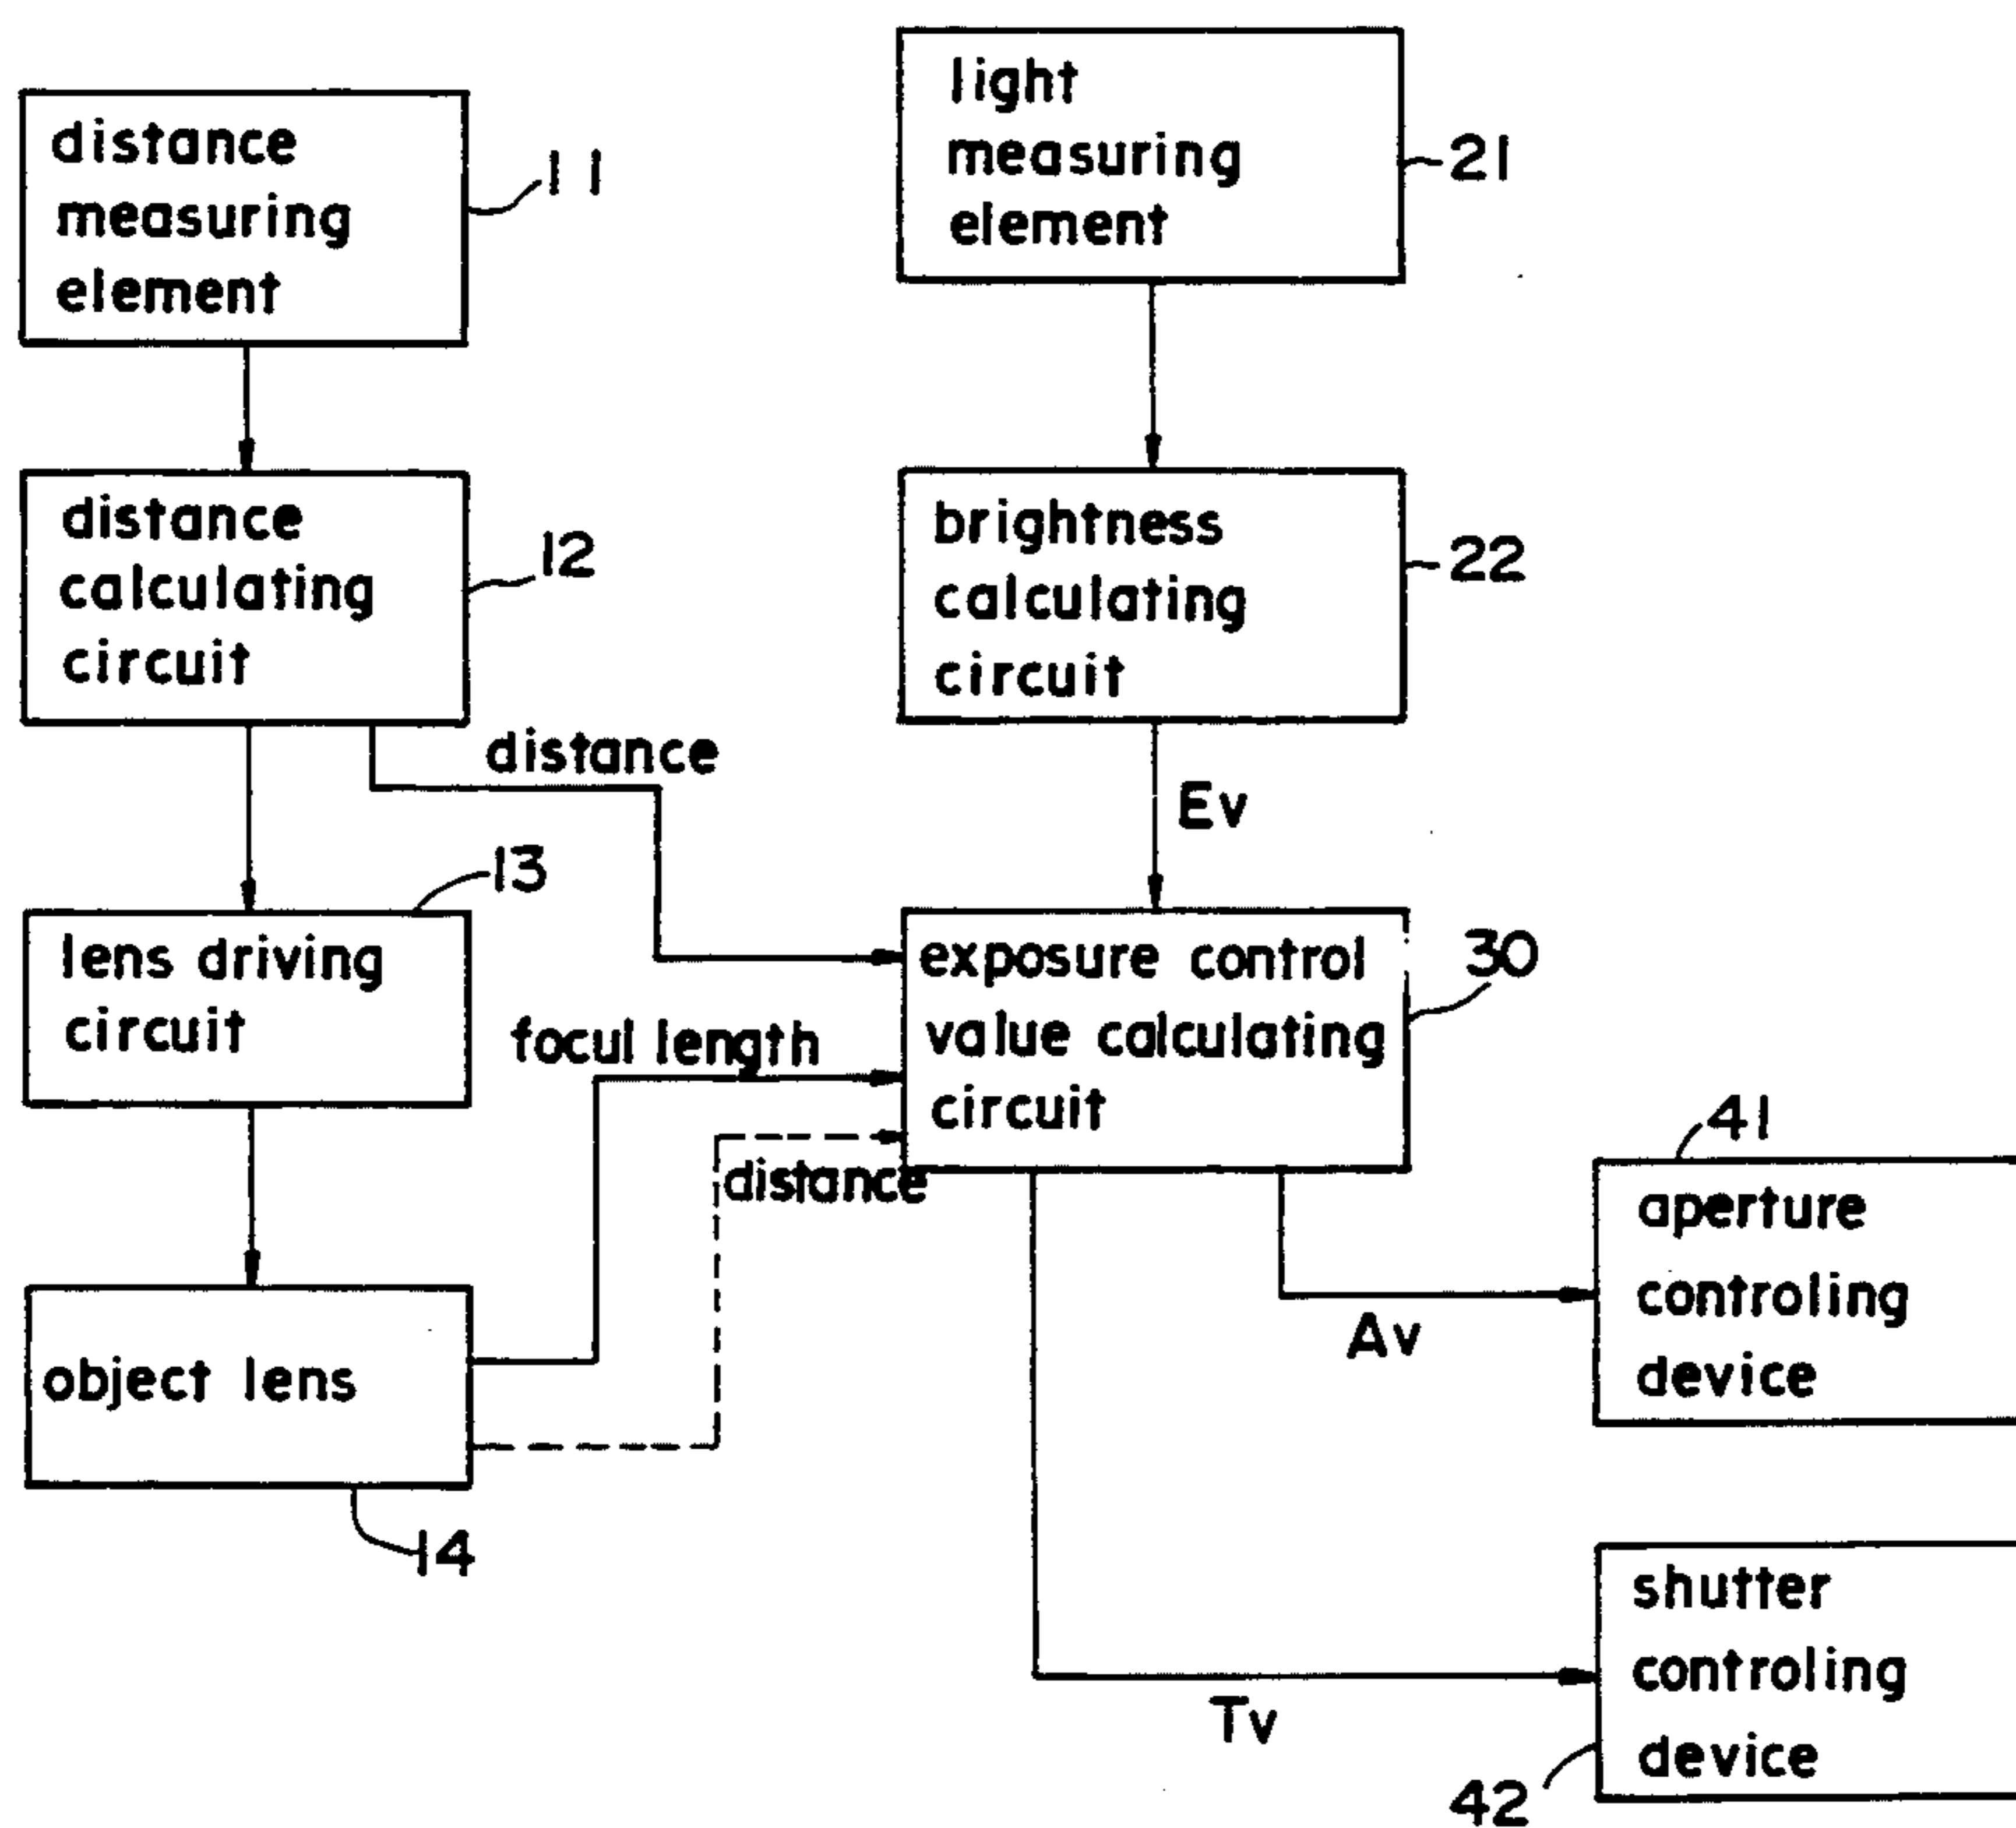 distance
measuring
element
11
light
measuring
element
21
distance
calculating
circuit
12
brightness
calculating
circuit
22
distance
Ev
13
lens driving
circuit
focul length
exposure control
value calculating
circuit
30
distance
object lens
14
Av
41
aperture
controling
device
Tv
shutter
controling
device
42